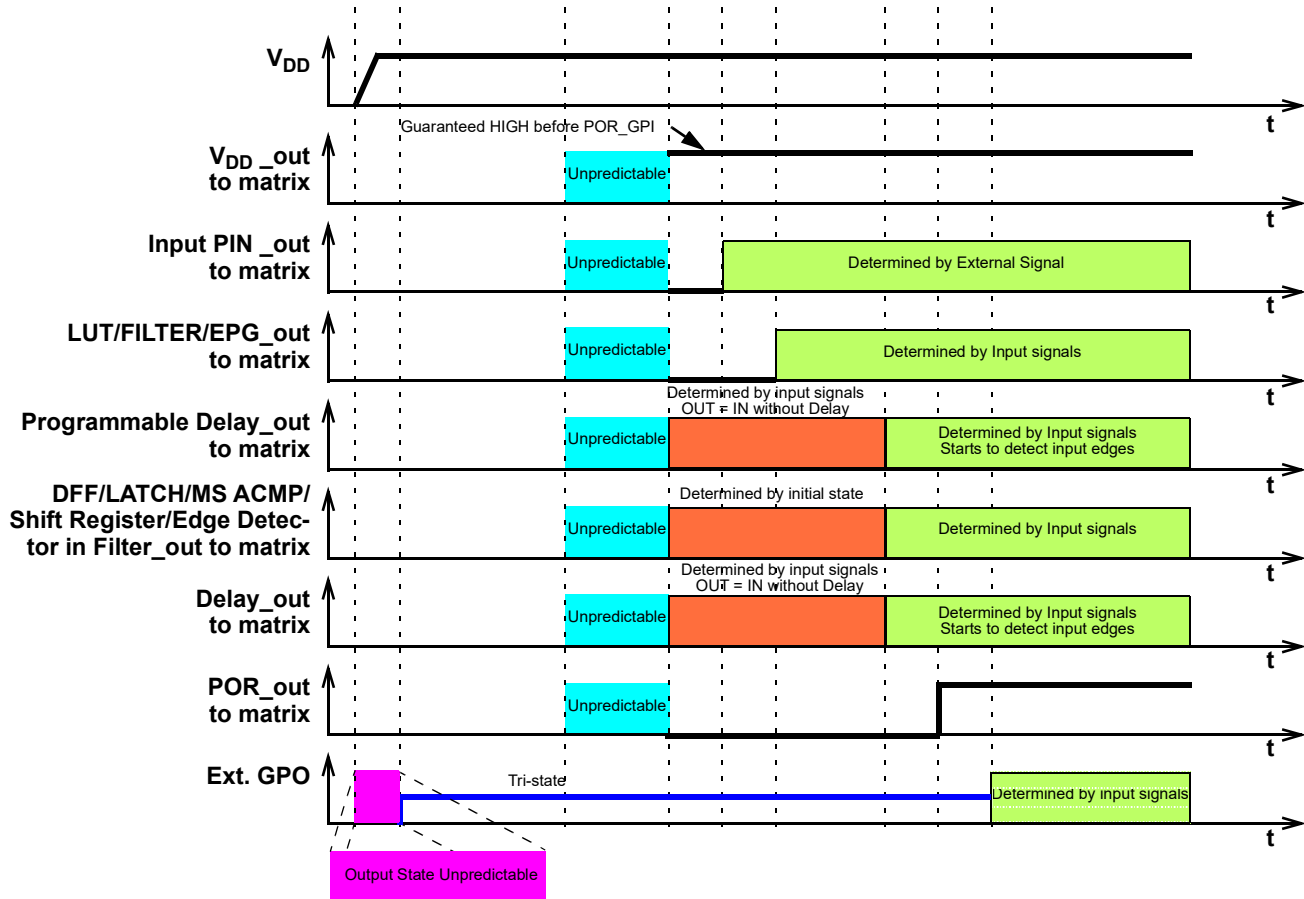 VDD
t
Guaranteed HIGH before POR_GPI
VDD _out
to matrix
Unpredictable
t
Input PIN _out
to matrix
Unpredictable
Determined by External Signal
t
LUT/FILTER/EPG_out
to matrix
Unpredictable
Determined by Input signals
t
Determined by input signals
OUT = IN without Delay
Programmable Delay_out
to matrix
Unpredictable
Determined by Input signals
Starts to detect input edges
t
DFF/LATCH/MS ACMP/
Shift Register/Edge Detec-
tor in Filter_out to matrix
Determined by initial state
Unpredictable
Determined by Input signals
t
Determined by input signals
OUT = IN without Delay
Delay_out
to matrix
Unpredictable
Determined by Input signals
Starts to detect input edges
t
POR_out
to matrix
Unpredictable
t
Ext. GPO
Tri-state
Determined by input signals
t
Output State Unpredictable